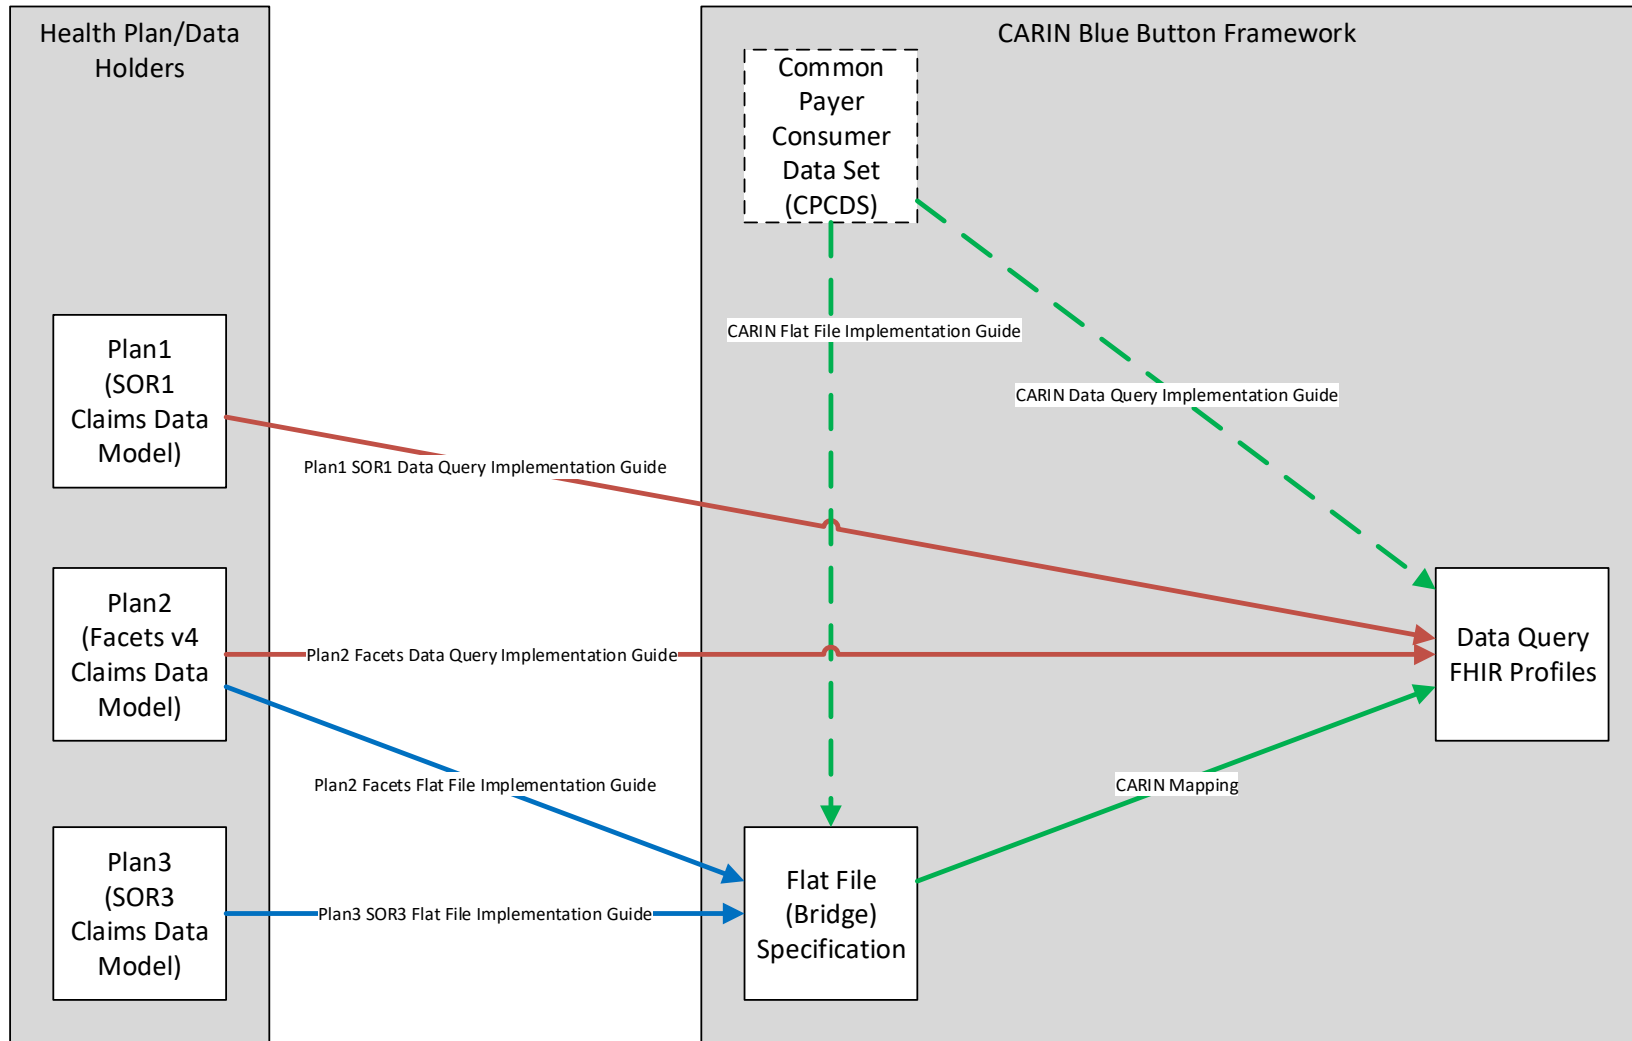 Health Plan/Data
Holders
CARIN Blue Button Framework
Common
Payer
Consumer
Data Set
(CPCDS)
CARIN Flat File Implementation Guide
CARIN Data Query Implementation Guide
Plan1
(SOR1
Claims Data
Model)
Plan1 SOR1 Data Query Implementation Guide
Plan2
(Facets v4
Claims Data
Model)
Plan2 Facets Data Query Implementation Guide
Data Query
FHIR Profiles
Plan2 Facets Flat File Implementation Guide
CARIN Mapping
Plan3
(SOR3
Claims Data
Model)
Plan3 SOR3 Flat File Implementation Guide
Flat File
(Bridge)
Specification